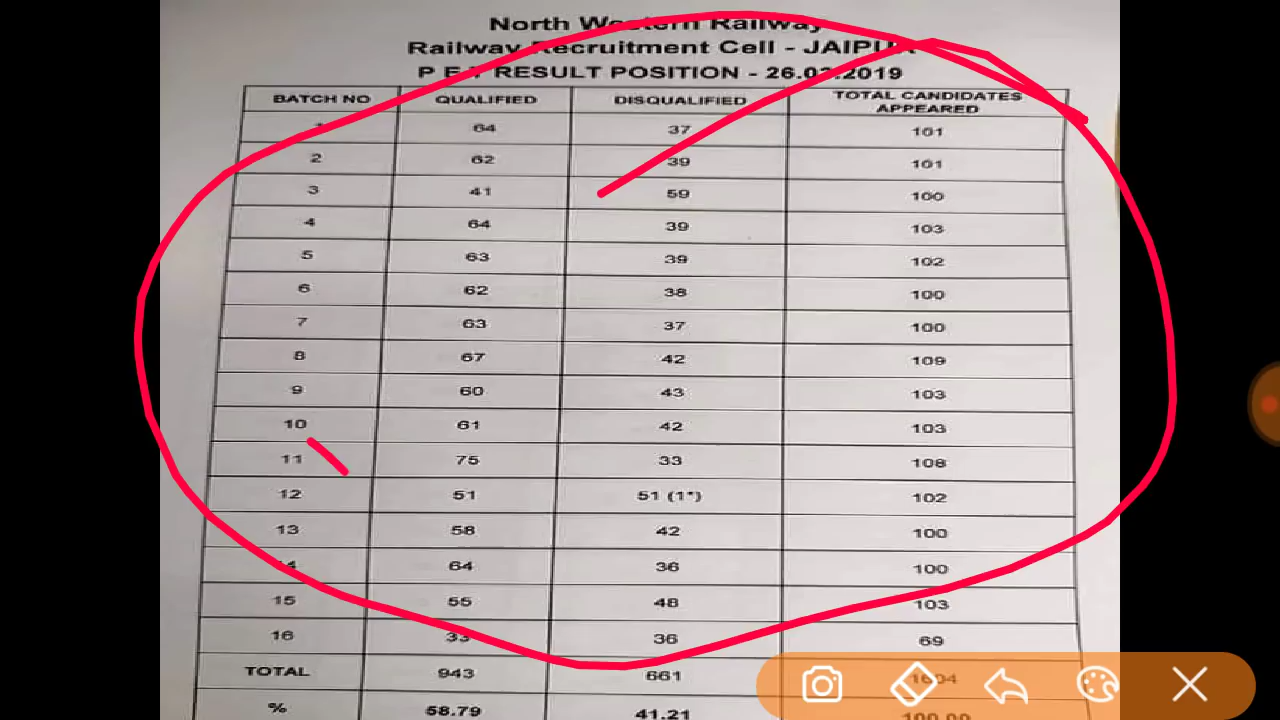 North Western Railway
Railway Recruitment Cell - JAIPUR
P E T RESULT POSITION - 26.03.2019
BATCH NO QUALIFIED DISQUALIFIED TOTAL CANDIDATES APPEARED
1 64 37 101
2 62 39 101
3 41 59 100
4 64 39 103
5 63 39 102
6 62 38 100
7 63 37 100
8 67 42 109
9 60 43 103
10 61 42 103
11 75 33 108
12 51 51 (1*) 102
13 58 42 100
14 64 36 100
15 55 48 103
16 33 36 69
TOTAL 943 661 1604
% 58.79 41.21 100.00